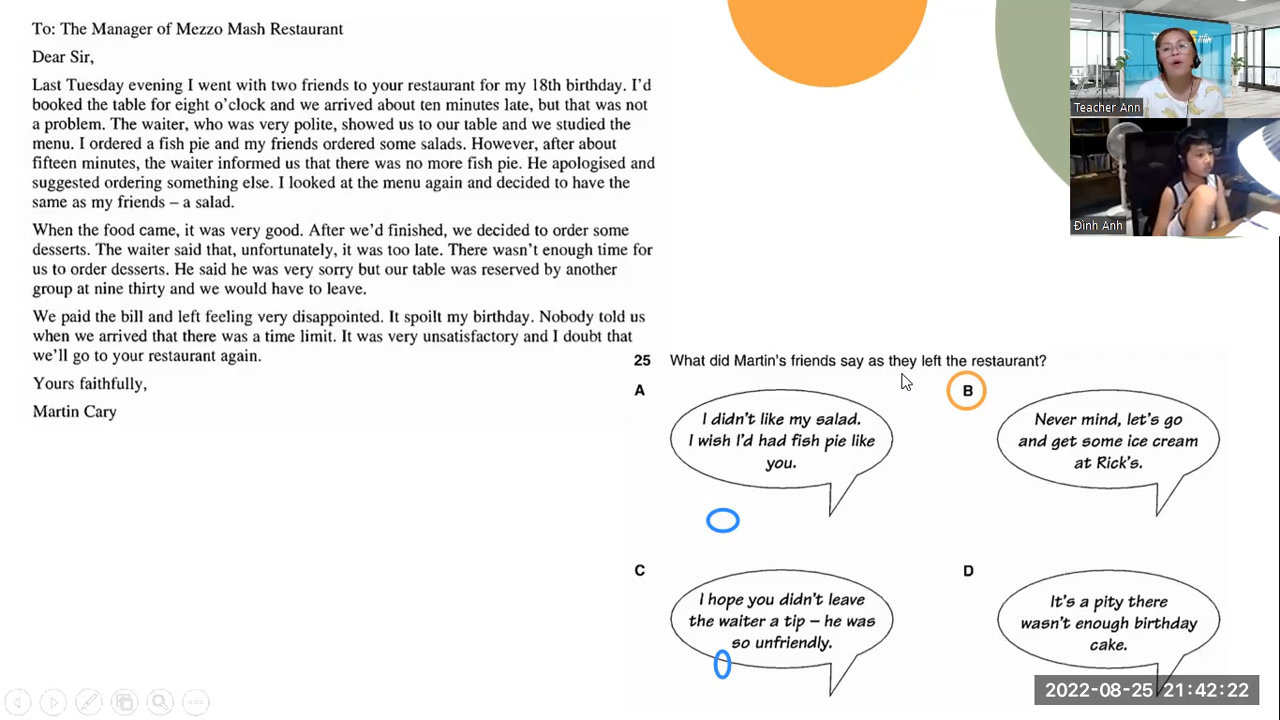 To: The Manager of Mezzo Mash Restaurant
Dear Sir,
Last Tuesday evening I went with two friends to your restaurant for my 18th birthday. I’d
booked the table for eight o’clock and we arrived about ten minutes late, but that was not
a problem. The waiter, who was very polite, showed us to our table and we studied the
menu. I ordered a fish pie and my friends ordered some salads. However, after about
fifteen minutes, the waiter informed us that there was no more fish pie. He apologised and
suggested ordering something else. I looked at the menu again and decided to have the
same as my friends – a salad.
When the food came, it was very good. After we’d finished, we decided to order some
desserts. The waiter said that, unfortunately, it was too late. There wasn’t enough time for
us to order desserts. He said he was very sorry but our table was reserved by another
group at nine thirty and we would have to leave.
We paid the bill and left feeling very disappointed. It spoilt my birthday. Nobody told us
when we arrived that there was a time limit. It was very unsatisfactory and I doubt that
we’ll go to your restaurant again.
Yours faithfully,
Martin Cary
25 What did Martin’s friends say as they left the restaurant?
A
I didn’t like my salad.
I wish I’d had fish pie like
you.
B
Never mind, let’s go
and get some ice cream
at Rick’s.
C
I hope you didn’t leave
the waiter a tip – he was
so unfriendly.
D
It’s a pity there
wasn’t enough birthday
cake.
Teacher Ann
Đình Anh
2022-08-25 21:42:22